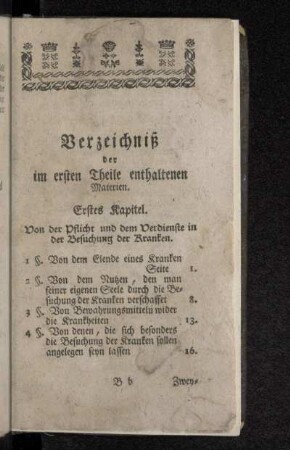 Verzeichniß
der
im ersten Theile enthaltenen
Materien.
Erstes Kapitel.
Von der Pflicht und dem Verdienste in
der Besuchung der Kranken.
1 §. Von dem Elende eines Kranken
Seite 1.
2 §. Von dem Nutzen, den man
seiner eigenen Seele durch die Be-
suchung der Kranken verschaffet 8.
3 §. Von Bewahrungsmitteln wider
die Krankheiten 13.
4 §. Von denen, die sich besonders
die Besuchung der Kranken sollen
angelegen seyn lassen 16.
B b Zwey-